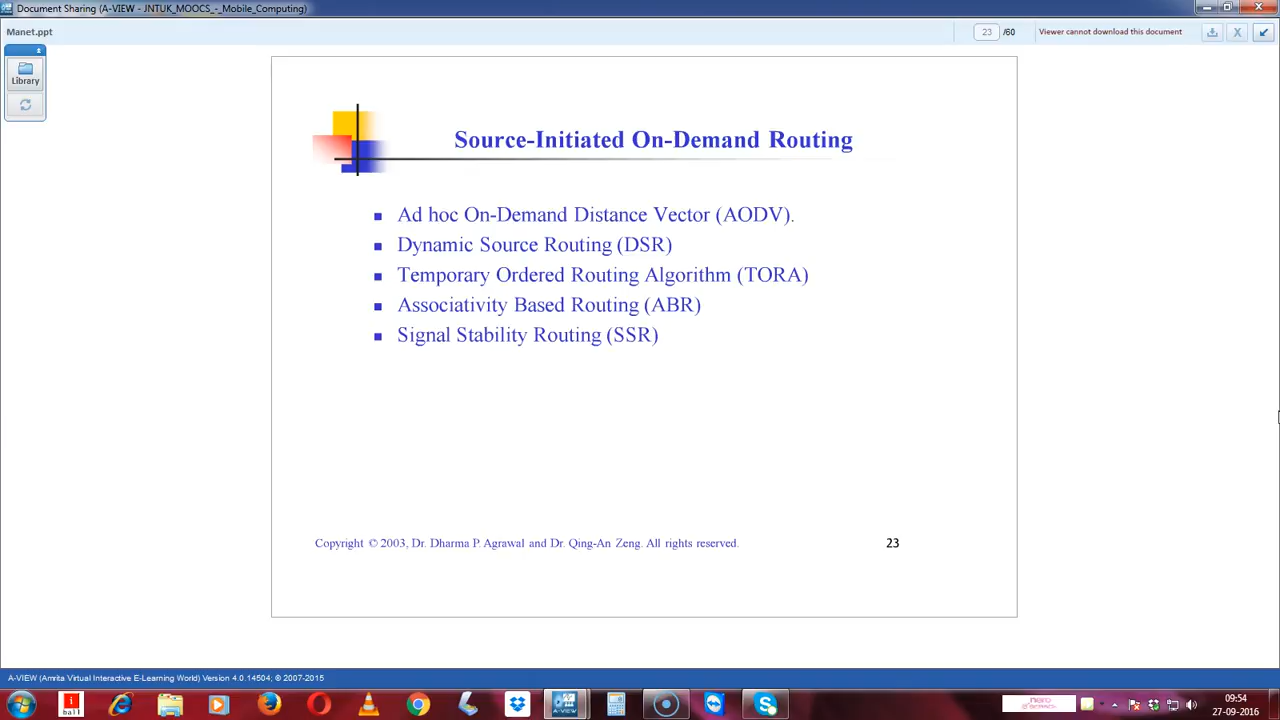 Document Sharing (A-VIEW - JNTUK_MOOCS_-_Mobile_Computing)
Manet.ppt
23 /60
Viewer cannot download this document
Library
Source-Initiated On-Demand Routing
Ad hoc On-Demand Distance Vector (AODV).
Dynamic Source Routing (DSR)
Temporary Ordered Routing Algorithm (TORA)
Associativity Based Routing (ABR)
Signal Stability Routing (SSR)
Copyright © 2003, Dr. Dharma P. Agrawal and Dr. Qing-An Zeng. All rights reserved.
23
A-VIEW (Amrita Virtual Interactive E-Learning World) Version 4.0.14504; © 2007-2015
i
ball
A-VIEW
09:54
27-09-2016